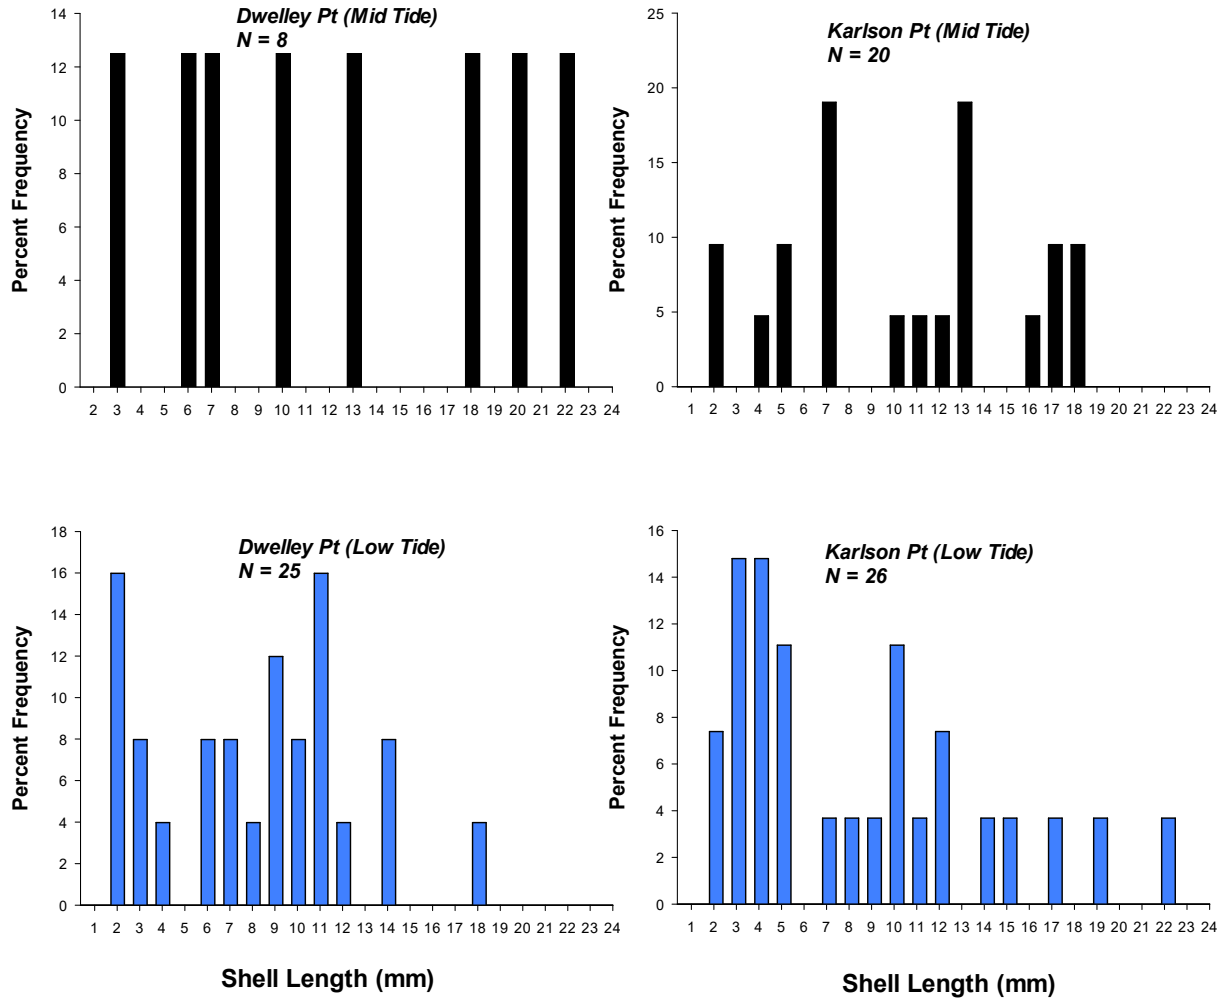 Dwelley Pt (Mid Tide)
N = 8
Percent Frequency
14
12
10
8
6
4
2
0
2 3 4 5 6 7 8 9 10 11 12 13 14 15 16 17 18 19 20 21 22 23 24
Karlson Pt (Mid Tide)
N = 20
Percent Frequency
25
20
15
10
5
0
1 2 3 4 5 6 7 8 9 10 11 12 13 14 15 16 17 18 19 20 21 22 23 24
Dwelley Pt (Low Tide)
N = 25
Percent Frequency
18
16
14
12
10
8
6
4
2
0
1 2 3 4 5 6 7 8 9 10 11 12 13 14 15 16 17 18 19 20 21 22 23 24
Shell Length (mm)
Karlson Pt (Low Tide)
N = 26
Percent Frequency
16
14
12
10
8
6
4
2
0
1 2 3 4 5 6 7 8 9 10 11 12 13 14 15 16 17 18 19 20 21 22 23 24
Shell Length (mm)